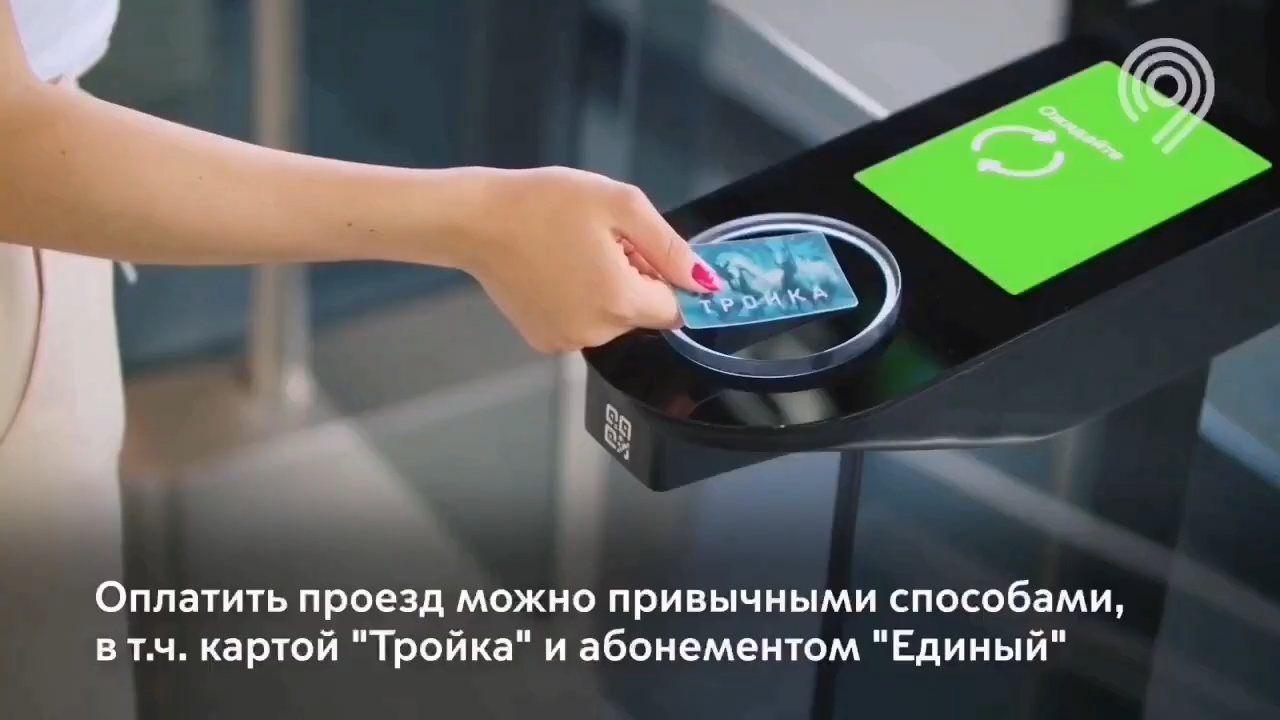 Ожидайте
ТРОЙКА
Оплатить проезд можно привычными способами,
в т.ч. картой "Тройка" и абонементом "Единый"